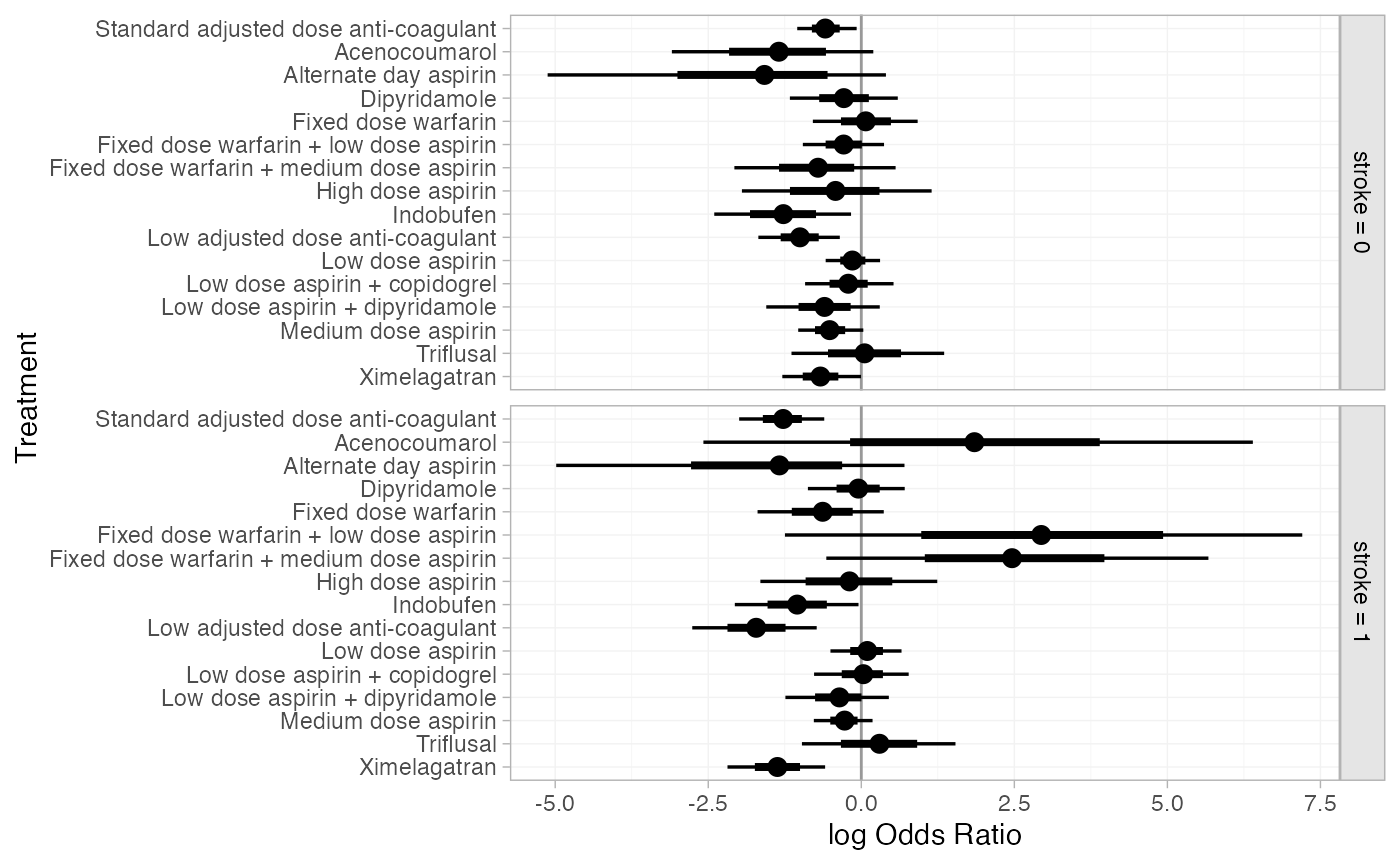 Treatment
Standard adjusted dose anti-coagulant
Acenocoumarol
Alternate day aspirin
Dipyridamole
Fixed dose warfarin
Fixed dose warfarin + low dose aspirin
Fixed dose warfarin + medium dose aspirin
High dose aspirin
Indobufen
Low adjusted dose anti-coagulant
Low dose aspirin
Low dose aspirin + copidogrel
Low dose aspirin + dipyridamole
Medium dose aspirin
Triflusal
Ximelagatran
stroke = 0
Standard adjusted dose anti-coagulant
Acenocoumarol
Alternate day aspirin
Dipyridamole
Fixed dose warfarin
Fixed dose warfarin + low dose aspirin
Fixed dose warfarin + medium dose aspirin
High dose aspirin
Indobufen
Low adjusted dose anti-coagulant
Low dose aspirin
Low dose aspirin + copidogrel
Low dose aspirin + dipyridamole
Medium dose aspirin
Triflusal
Ximelagatran
stroke = 1
-5.0 -2.5 0.0 2.5 5.0 7.5
log Odds Ratio